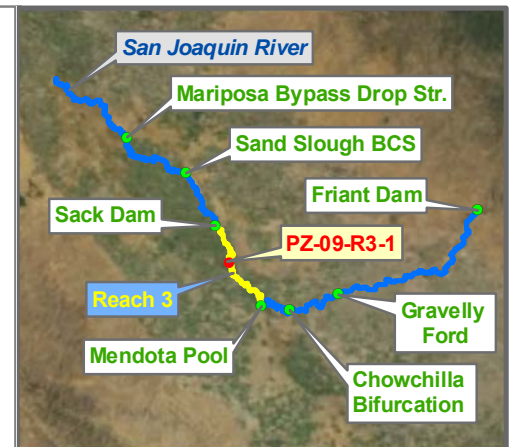 San Joaquin River
Mariposa Bypass Drop Str.
Sand Slough BCS
Friant Dam
Sack Dam
PZ-09-R3-1
Reach 3
Gravelly
Ford
Mendota Pool
Chowchilla
Bifurcation